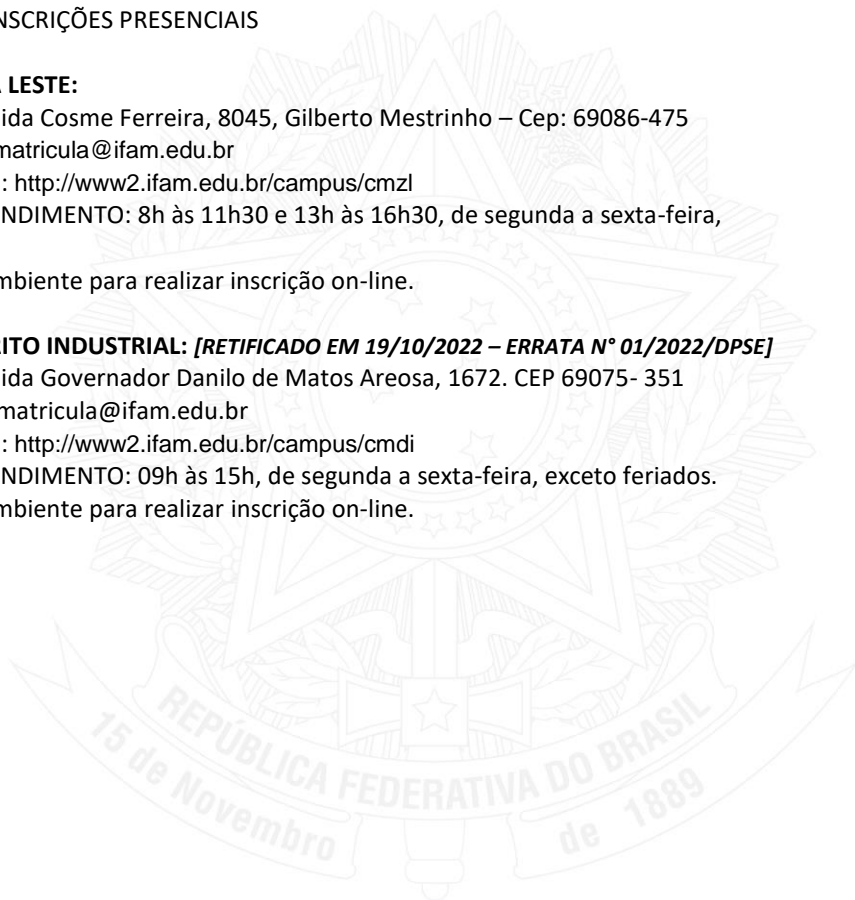 NSCRIÇÕES PRESENCIAIS
LESTE:
ida Cosme Ferreira, 8045, Gilberto Mestrinho – Cep: 69086-475
matricula@ifam.edu.br
: http://www2.ifam.edu.br/campus/cmzl
NDIMENTO: 8h às 11h30 e 13h às 16h30, de segunda a sexta-feira,
mbiente para realizar inscrição on-line.
RITO INDUSTRIAL: [RETIFICADO EM 19/10/2022 – ERRATA N° 01/2022/DPSE]
ida Governador Danilo de Matos Areosa, 1672. CEP 69075- 351
matricula@ifam.edu.br
: http://www2.ifam.edu.br/campus/cmdi
NDIMENTO: 09h às 15h, de segunda a sexta-feira, exceto feriados.
mbiente para realizar inscrição on-line.
REPÚBLICA FEDERATIVA DO BRASIL
15 de Novembro de 1889